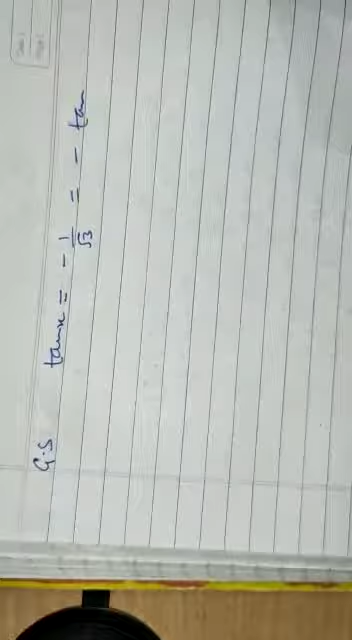 G.S tanx = - 1/√3 = - tan